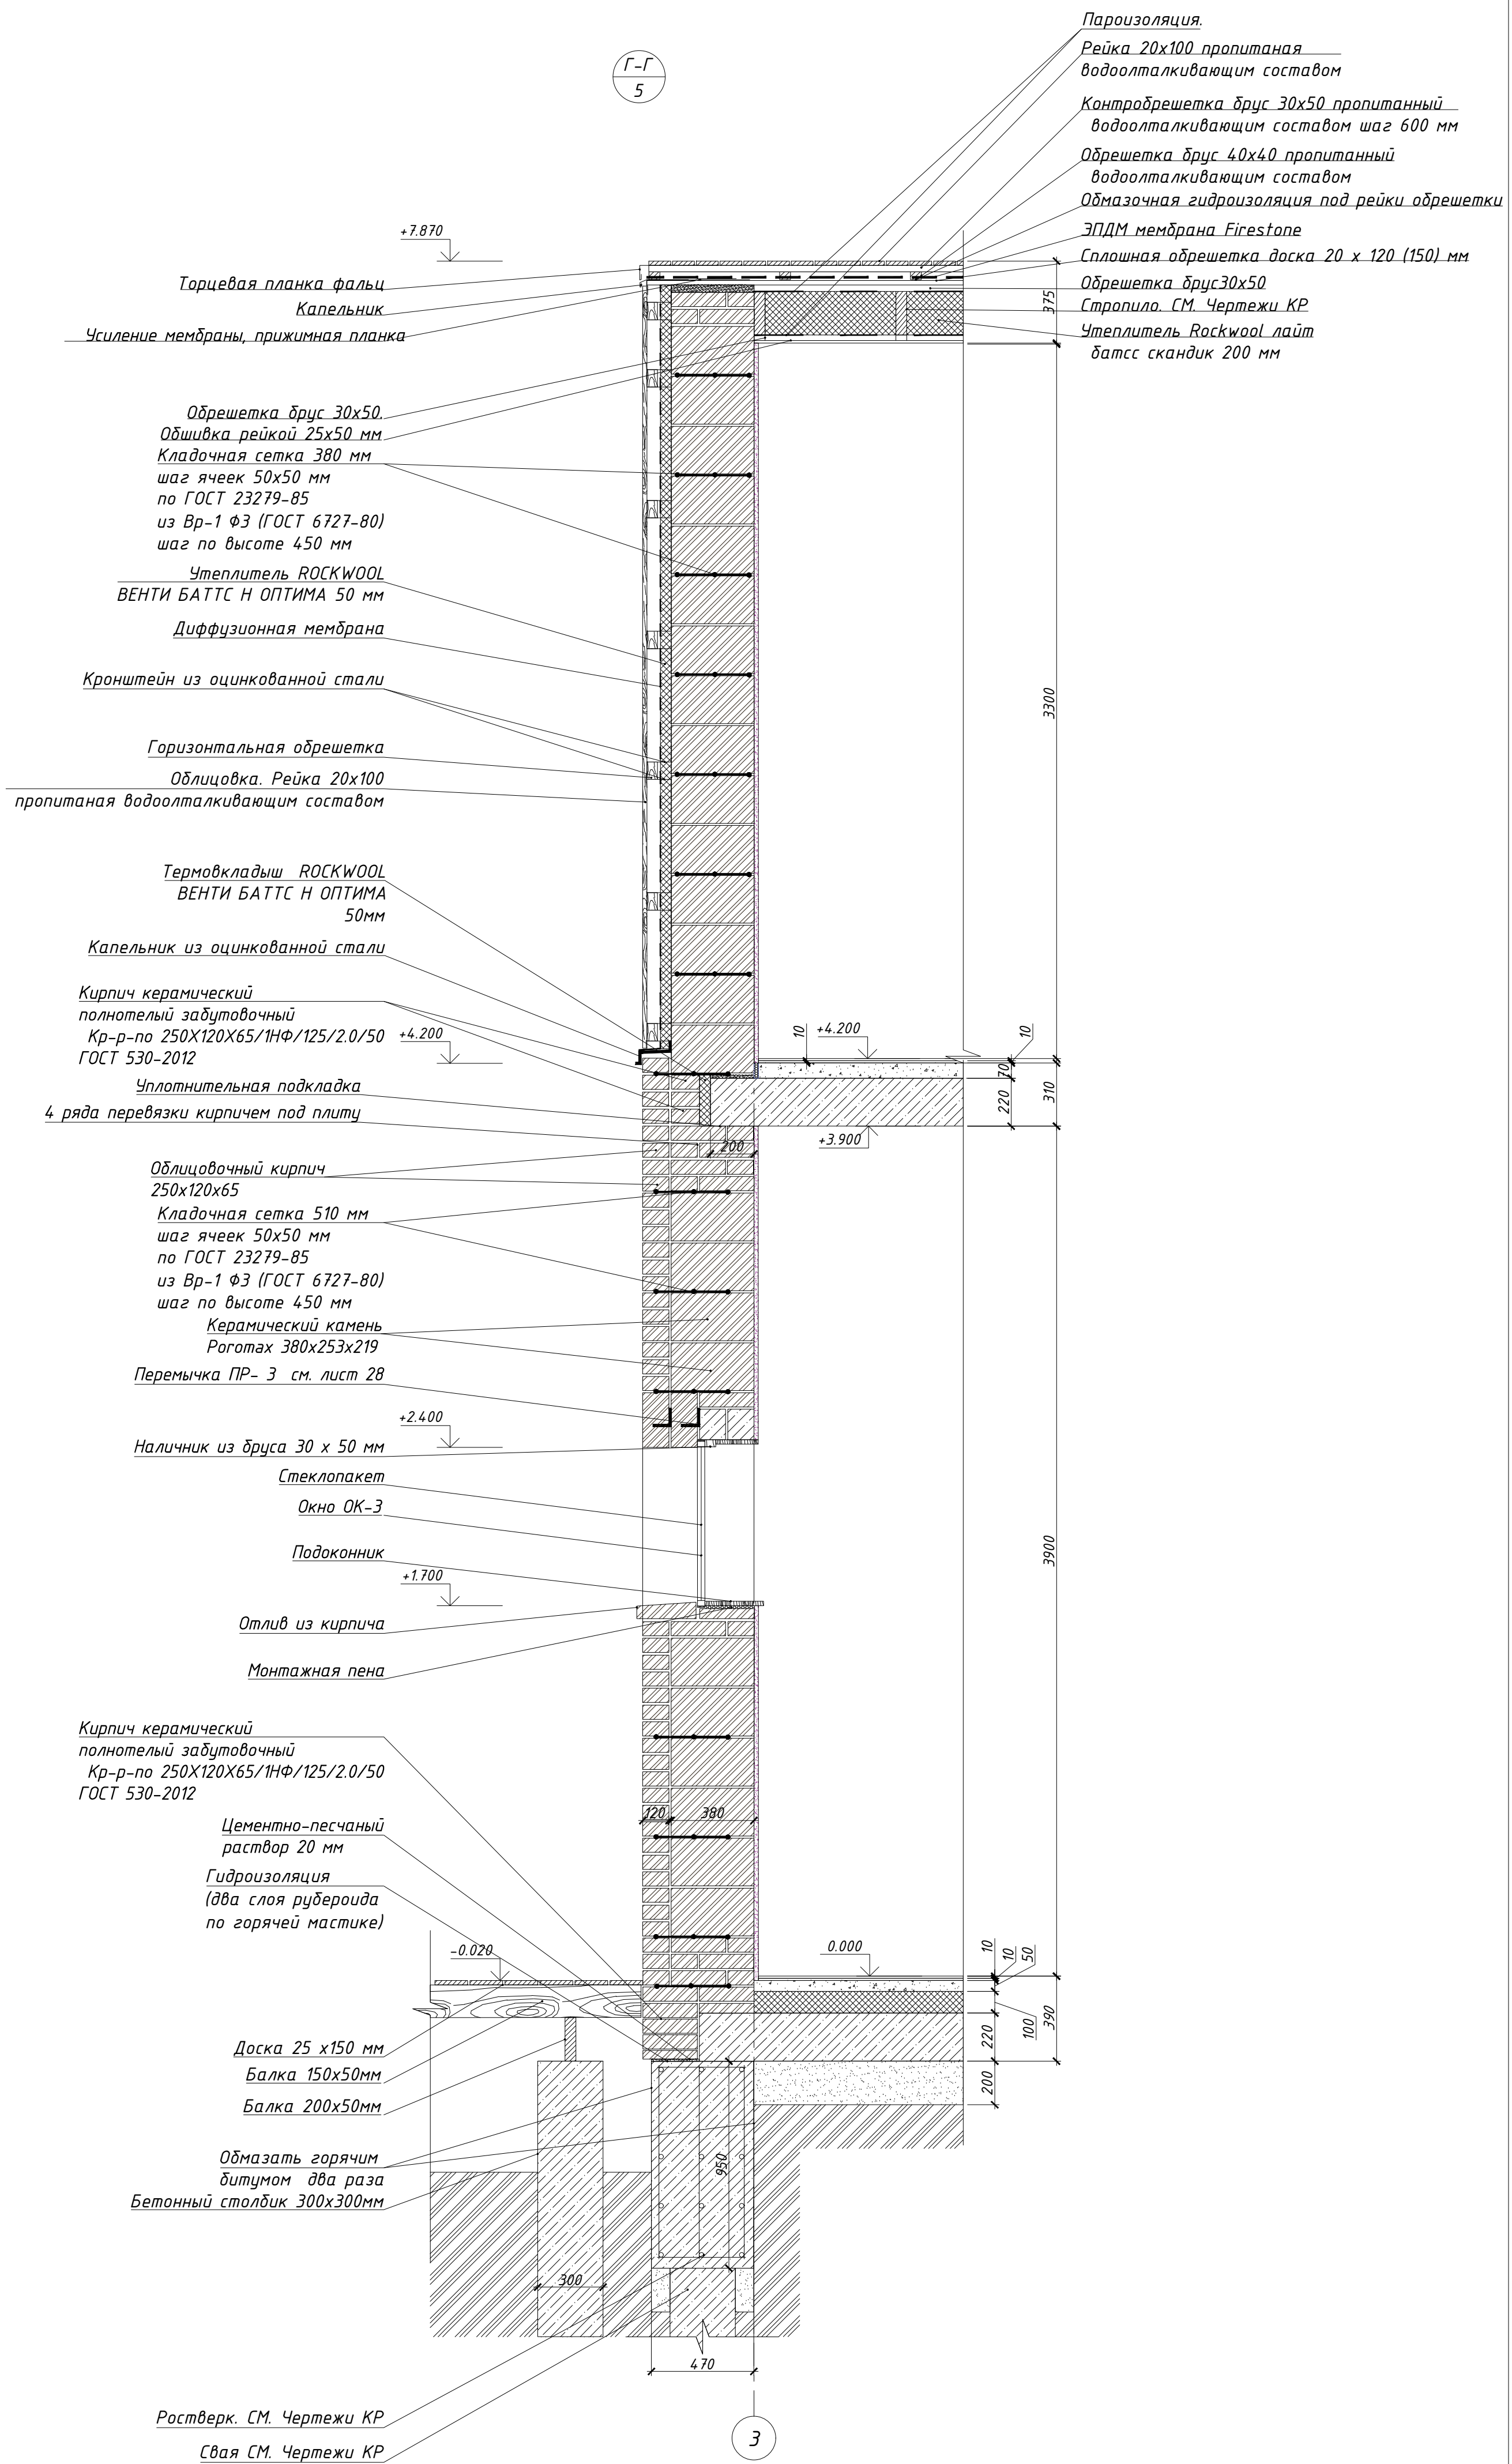 Г-Г
5
Пароизоляция.
Рейка 20х100 пропитаная
водоолталкивающим составом
Контробрешетка брус 30х50 пропитанный
водоолталкивающим составом шаг 600 мм
Обрешетка брус 40х40 пропитанный
водоолталкивающим составом
Обмазочная гидроизоляция под рейки обрешетки
ЭПДМ мембрана Firestone
Сплошная обрешетка доска 20 х 120 (150) мм
Обрешетка брус30х50
Стропило. СМ. Чертежи КР
Утеплитель Rockwool лайт
батсс скандик 200 мм
+7.870
Торцевая планка фальц
Капельник
Усиление мембраны, прижимная планка
375
Обрешетка брус 30х50.
Обшивка рейкой 25х50 мм
Кладочная сетка 380 мм
шаг ячеек 50х50 мм
по ГОСТ 23279-85
из Вр-1 Ф3 (ГОСТ 6727-80)
шаг по высоте 450 мм
Утеплитель ROCKWOOL
ВЕНТИ БАТТС Н ОПТИМА 50 мм
Диффузионная мембрана
Кронштейн из оцинкованной стали
3300
Горизонтальная обрешетка
Облицовка. Рейка 20х100
пропитаная водоолталкивающим составом
Термовкладыш ROCKWOOL
ВЕНТИ БАТТС Н ОПТИМА
50мм
Капельник из оцинкованной стали
Кирпич керамический
полнотелый забутовочный
Кр-р-по 250Х120Х65/1НФ/125/2.0/50
ГОСТ 530-2012
+4.200
10
+4.200
10
70
220
310
Уплотнительная подкладка
4 ряда перевязки кирпичем под плиту
200
+3.900
Облицовочный кирпич
250х120х65
Кладочная сетка 510 мм
шаг ячеек 50х50 мм
по ГОСТ 23279-85
из Вр-1 Ф3 (ГОСТ 6727-80)
шаг по высоте 450 мм
Керамический камень
Poromax 380х253х219
Перемычка ПР- 3 см. лист 28
+2.400
Наличник из бруса 30 х 50 мм
Стеклопакет
Окно ОК-3
Подоконник
3900
+1.700
Отлив из кирпича
Монтажная пена
Кирпич керамический
полнотелый забутовочный
Кр-р-по 250Х120Х65/1НФ/125/2.0/50
ГОСТ 530-2012
120
380
Цементно-песчаный
раствор 20 мм
Гидроизоляция
(два слоя рубероида
по горячей мастике)
-0.020
0.000
10
10
50
100
220
390
200
Доска 25 х150 мм
Балка 150х50мм
Балка 200х50мм
Обмазать горячим
битумом два раза
Бетонный столбик 300х300мм
950
300
470
Ростверк. СМ. Чертежи КР
Свая СМ. Чертежи КР
3